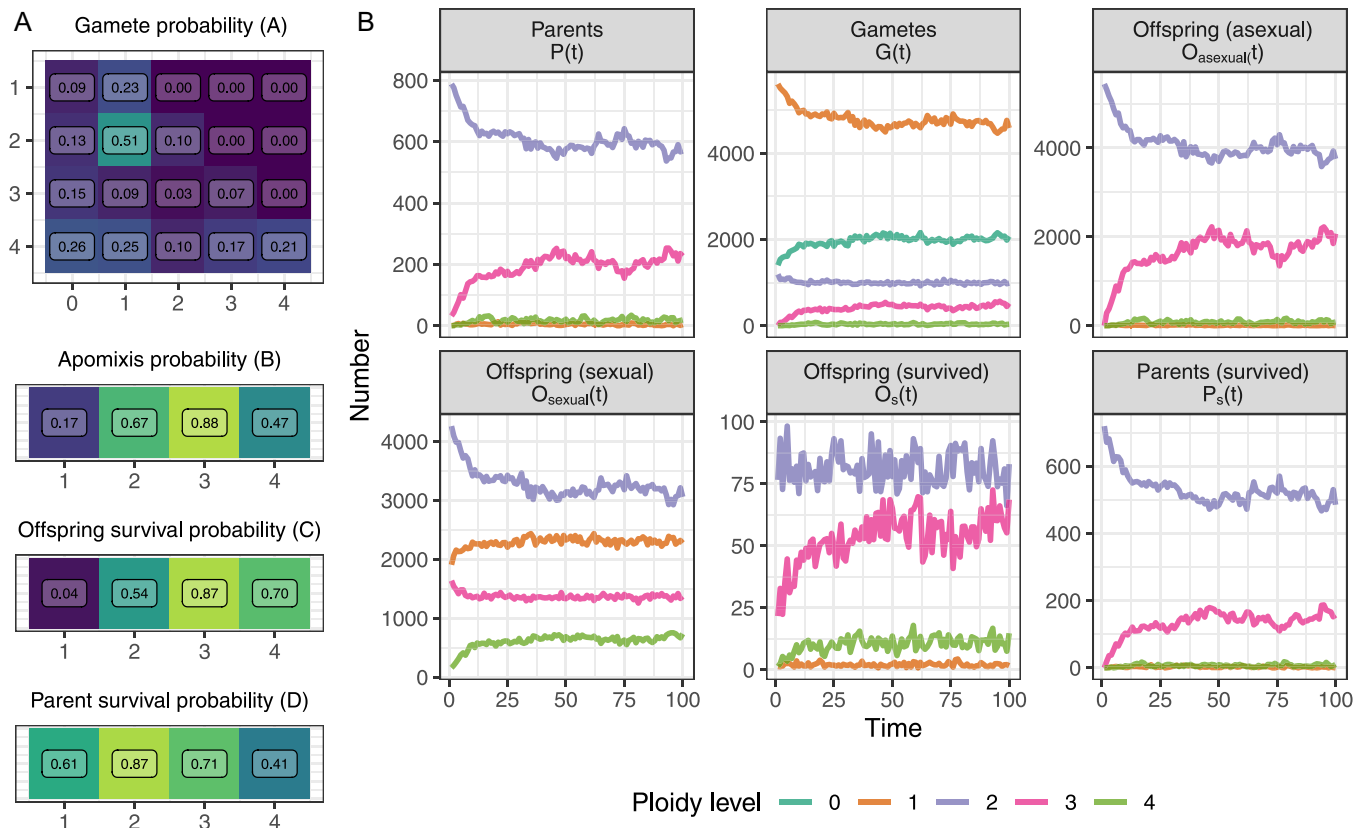 A
Gamete probability (A)
1 0.09 0.23 0.00 0.00 0.00
2 0.13 0.51 0.10 0.00 0.00
3 0.15 0.09 0.03 0.07 0.00
4 0.26 0.25 0.10 0.17 0.21
0 1 2 3 4
Apomixis probability (B)
0.17 0.67 0.88 0.47
1 2 3 4
Offspring survival probability (C)
0.04 0.54 0.87 0.70
1 2 3 4
Parent survival probability (D)
0.61 0.87 0.71 0.41
1 2 3 4
B
Number
Parents
P(t)
800
600
400
200
0
Gametes
G(t)
4000
2000
0
Offspring (asexual)
Oasexual(t)
4000
2000
0
Offspring (sexual)
Osexual(t)
4000
3000
2000
1000
0
0 25 50 75 100
Offspring (survived)
Os(t)
100
75
50
25
0
0 25 50 75 100
Parents (survived)
Ps(t)
600
400
200
0
0 25 50 75 100
Time
Ploidy level 0 1 2 3 4